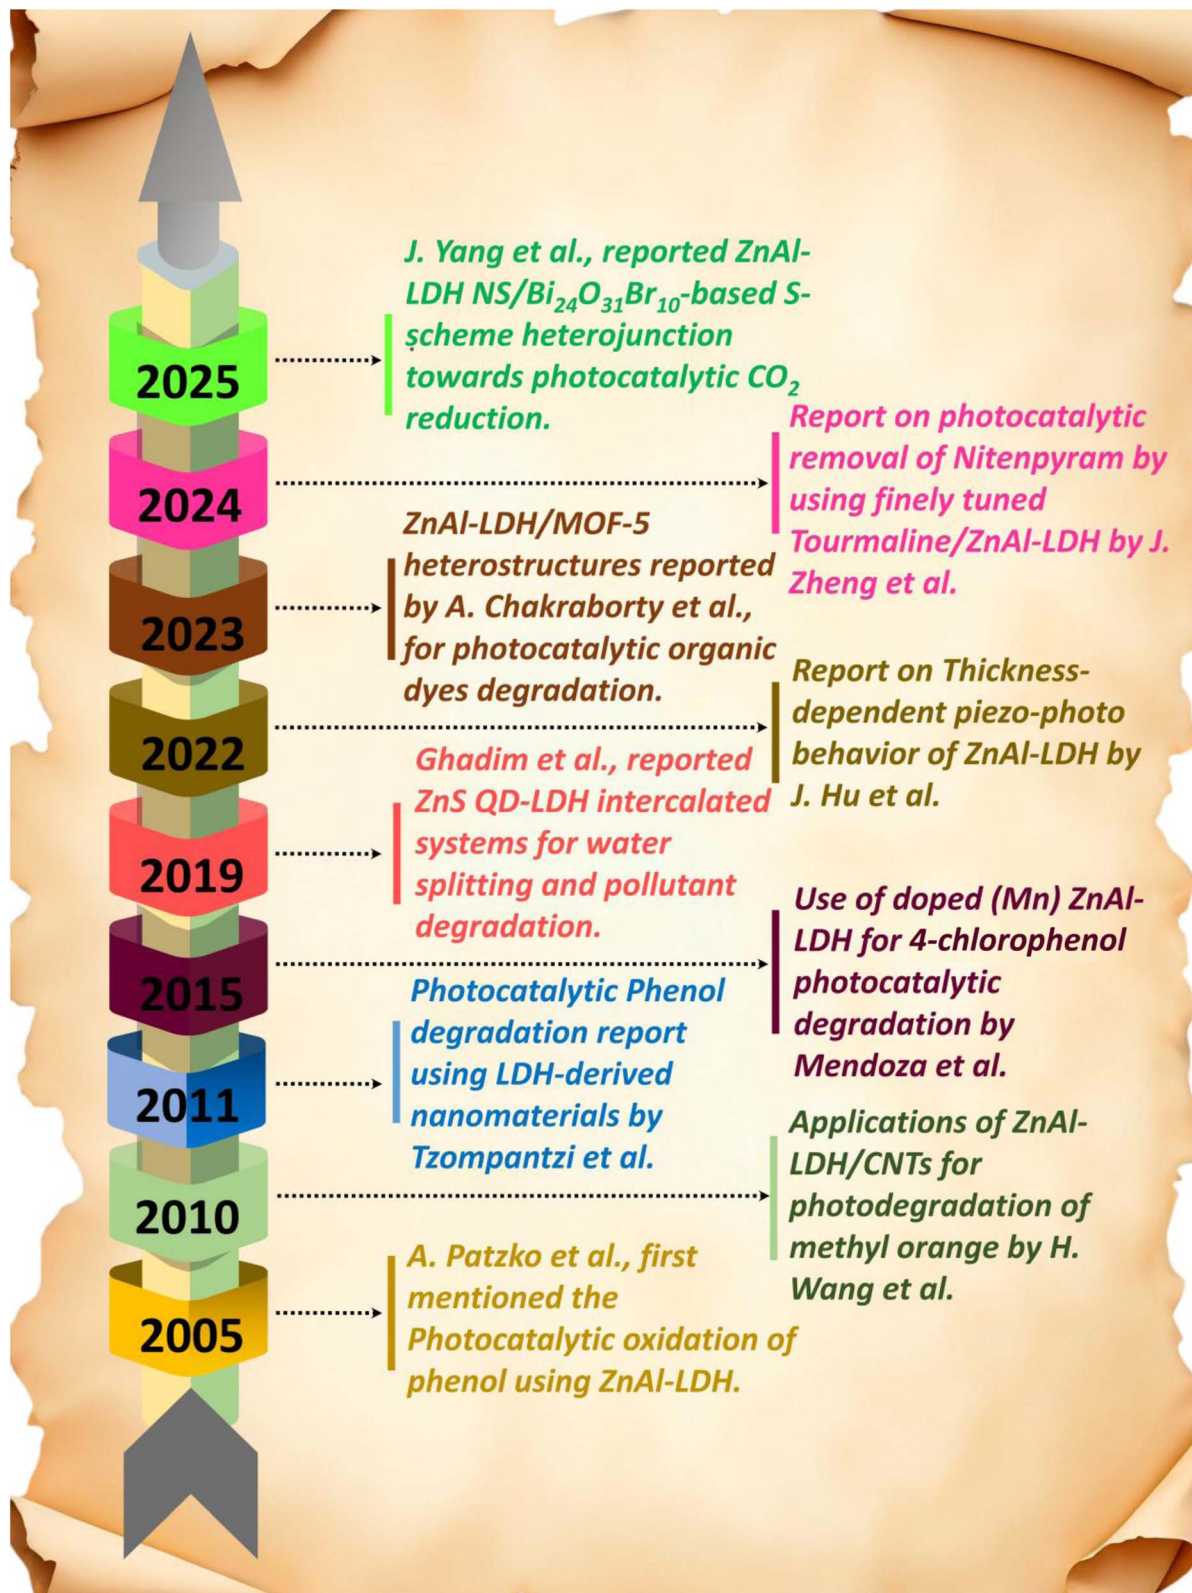 2025
J. Yang et al., reported ZnAl-
LDH NS/Bi₂₄O₃₁Br₁₀-based S-
scheme heterojunction
towards photocatalytic CO₂
reduction.
2024
Report on photocatalytic
removal of Nitenpyram by
using finely tuned
Tourmaline/ZnAl-LDH by J.
Zheng et al.
2023
ZnAl-LDH/MOF-5
heterostructures reported
by A. Chakraborty et al.,
for photocatalytic organic
dyes degradation.
2022
Report on Thickness-
dependent piezo-photo
behavior of ZnAl-LDH by
J. Hu et al.
2019
Ghadim et al., reported
ZnS QD-LDH intercalated
systems for water
splitting and pollutant
degradation.
2015
Use of doped (Mn) ZnAl-
LDH for 4-chlorophenol
photocatalytic
degradation by
Mendoza et al.
2011
Photocatalytic Phenol
degradation report
using LDH-derived
nanomaterials by
Tzompantzi et al.
2010
Applications of ZnAl-
LDH/CNTs for
photodegradation of
methyl orange by H.
Wang et al.
2005
A. Patzko et al., first
mentioned the
Photocatalytic oxidation of
phenol using ZnAl-LDH.